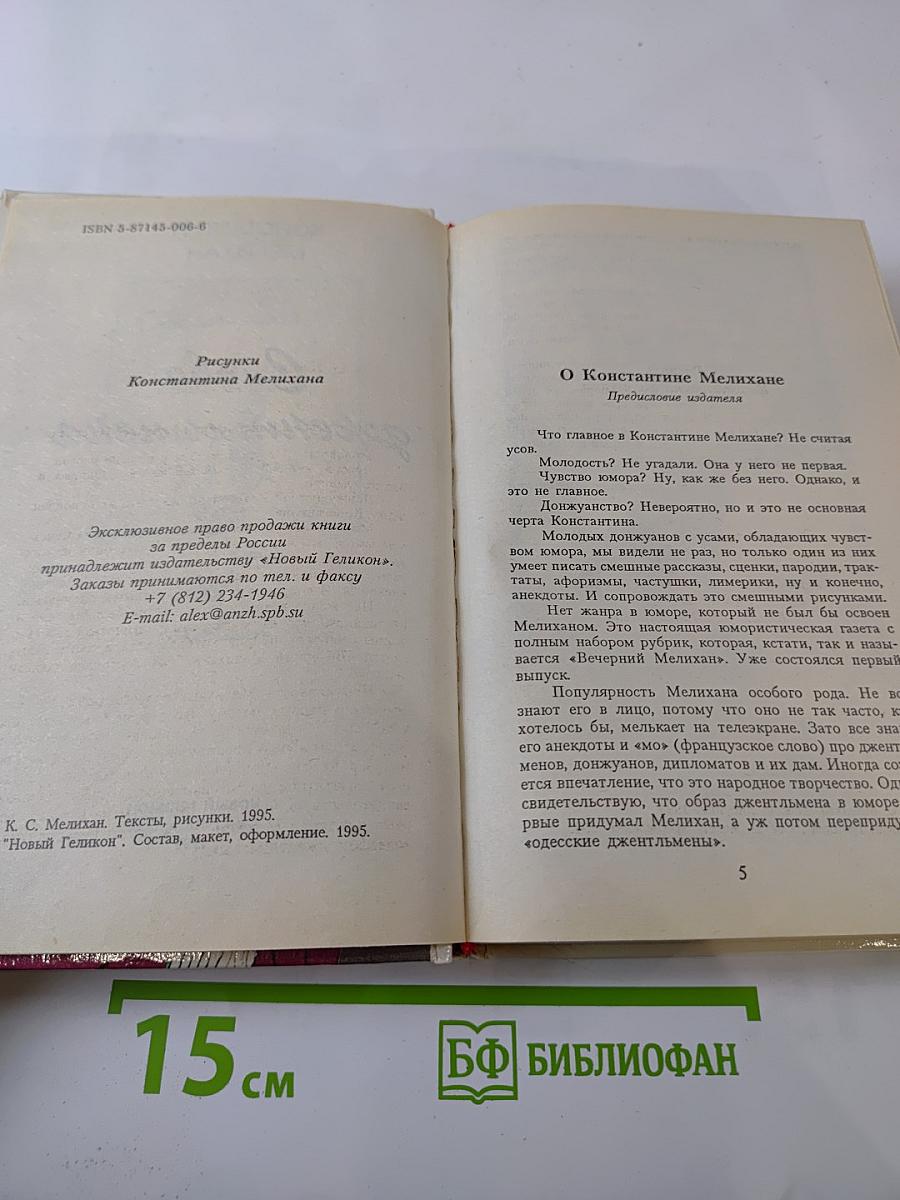 ISBN 5-87145-006-6
Рисунки
Константина Мелихана
Эксклюзивное право продажи книги
за пределы России
принадлежит издательству «Новый Геликон».
Заказы принимаются по тел. и факсу
+7 (812) 234-1946
E-mail: alex@anzh.spb.su
К. С. Мелихан. Тексты, рисунки. 1995.
"Новый Геликон". Состав, макет, оформление. 1995.
О Константине Мелихане
Предисловие издателя
Что главное в Константине Мелихане? Не считая
усов.
Молодость? Не угадали. Она у него не первая.
Чувство юмора? Ну, как же без него. Однако, и
это не главное.
Донжуанство? Невероятно, но и это не основная
черта Константина.
Молодых донжуанов с усами, обладающих чувст-
вом юмора, мы видели не раз, но только один из них
умеет писать смешные рассказы, сценки, пародии, трак-
таты, афоризмы, частушки, лимерики, ну и конечно,
анекдоты. И сопровождать это смешными рисунками.
Нет жанра в юморе, который не был бы освоен
Мелиханом. Это настоящая юмористическая газета с
полным набором рубрик, которая, кстати, так и назы-
вается «Вечерний Мелихан». Уже состоялся первый
выпуск.
Популярность Мелихана особого рода. Не вс
знают его в лицо, потому что оно не так часто, к
хотелось бы, мелькает на телеэкране. Зато все зна
его анекдоты и «мо» (французское слово) про джент
менов, донжуанов, дипломатов и их дам. Иногда соз
ется впечатление, что это народное творчество. Одн
свидетельствую, что образ джентльмена в юморе
рвые придумал Мелихан, а уж потом переприду
«одесские джентльмены».
5
15 см
БФ БИБЛИОФАН